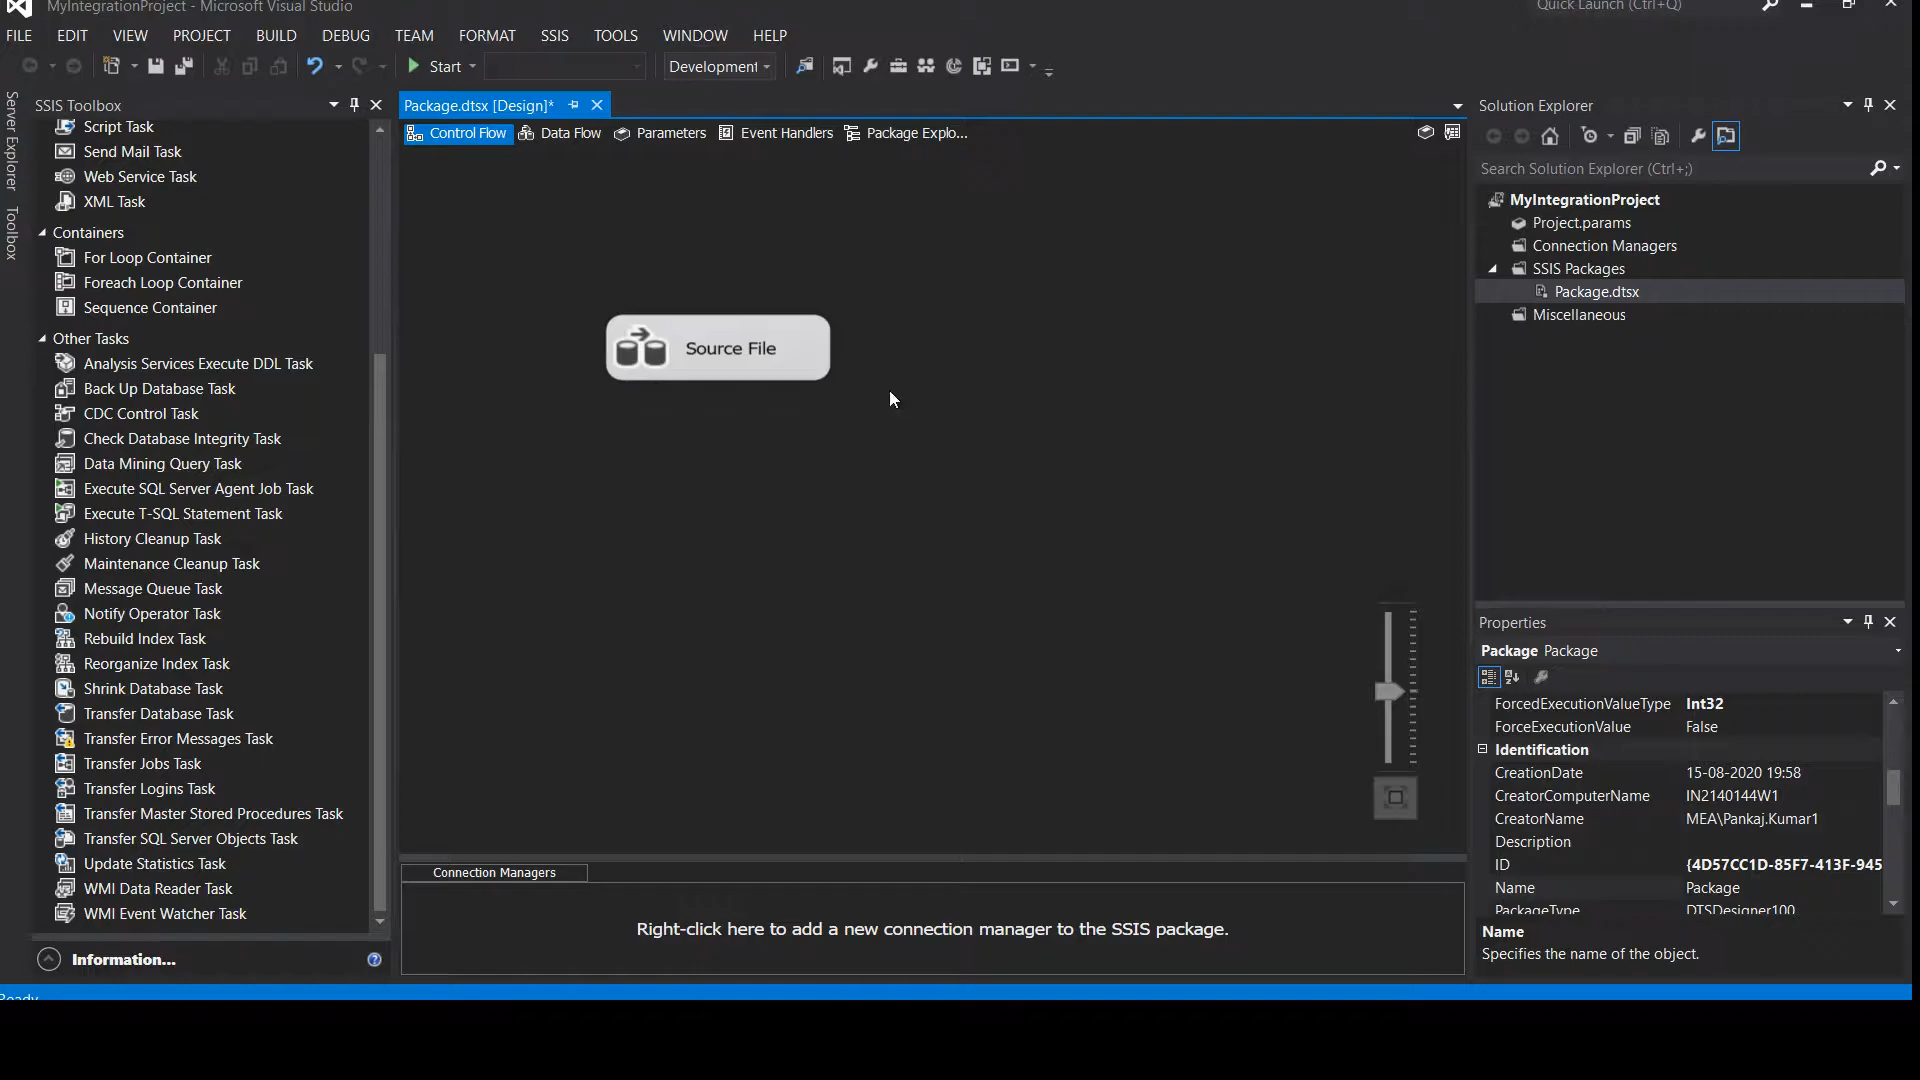 MyIntegrationProject - Microsoft Visual Studio
Quick Launch (Ctrl+Q)
FILE EDIT VIEW PROJECT BUILD DEBUG TEAM FORMAT SSIS TOOLS WINDOW HELP
Start
Development
Server Explorer
Toolbox
SSIS Toolbox
Script Task
Send Mail Task
Web Service Task
XML Task
Containers
For Loop Container
Foreach Loop Container
Sequence Container
Other Tasks
Analysis Services Execute DDL Task
Back Up Database Task
CDC Control Task
Check Database Integrity Task
Data Mining Query Task
Execute SQL Server Agent Job Task
Execute T-SQL Statement Task
History Cleanup Task
Maintenance Cleanup Task
Message Queue Task
Notify Operator Task
Rebuild Index Task
Reorganize Index Task
Shrink Database Task
Transfer Database Task
Transfer Error Messages Task
Transfer Jobs Task
Transfer Logins Task
Transfer Master Stored Procedures Task
Transfer SQL Server Objects Task
Update Statistics Task
WMI Data Reader Task
WMI Event Watcher Task
Information...
Package.dtsx [Design]*
Control Flow Data Flow Parameters Event Handlers Package Explo...
Source File
Connection Managers
Right-click here to add a new connection manager to the SSIS package.
Solution Explorer
Search Solution Explorer (Ctrl+;)
MyIntegrationProject
Project.params
Connection Managers
SSIS Packages
Package.dtsx
Miscellaneous
Properties
Package Package
ForcedExecutionValueType Int32
ForceExecutionValue False
Identification
CreationDate 15-08-2020 19:58
CreatorComputerName IN2140144W1
CreatorName MEA\Pankaj.Kumar1
Description
ID {4D57CC1D-85F7-413F-945
Name Package
PackageType DTSDesigner100
Name
Specifies the name of the object.
Ready